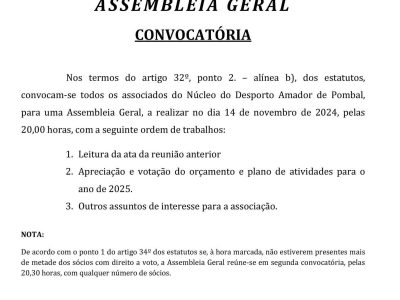 ASSEMBLEIA GERAL
CONVOCATÓRIA
Nos termos do artigo 32º, ponto 2. – alínea b), dos estatutos,
convocam-se todos os associados do Núcleo do Desporto Amador de Pombal,
para uma Assembleia Geral, a realizar no dia 14 de novembro de 2024, pelas
20,00 horas, com a seguinte ordem de trabalhos:
1. Leitura da ata da reunião anterior
2. Apreciação e votação do orçamento e plano de atividades para o
ano de 2025.
3. Outros assuntos de interesse para a associação.
NOTA:
De acordo com o ponto 1 do artigo 34º dos estatutos se, à hora marcada, não estiverem presentes mais
de metade dos sócios com direito a voto, a Assembleia Geral reúne-se em segunda convocatória, pelas
20,30 horas, com qualquer número de sócios.